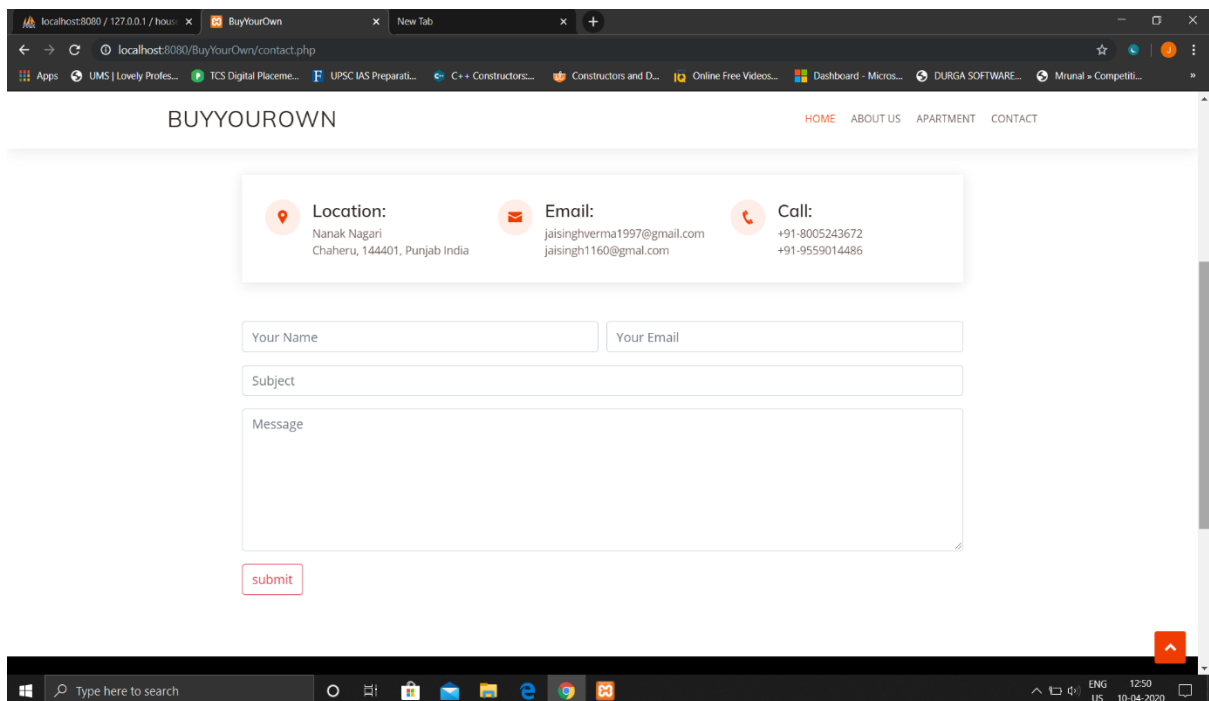 localhost:8080 / 127.0.0.1 / hous
BuyYourOwn
New Tab
localhost:8080/BuyYourOwn/contact.php
Apps
UMS | Lovely Profes...
TCS Digital Placeme...
UPSC IAS Preparati...
C++ Constructors:...
Constructors and D...
Online Free Videos...
Dashboard - Micros...
DURGA SOFTWARE...
Mrunal » Competiti...
»
BUYYOUROWN
HOME ABOUT US APARTMENT CONTACT
Location:
Nanak Nagari
Chaheru, 144401, Punjab India
Email:
jaisinghverma1997@gmail.com
jaisingh1160@gmal.com
Call:
+91-8005243672
+91-9559014486
Your Name
Your Email
Subject
Message
submit
Type here to search
ENG
US
12:50
10-04-2020